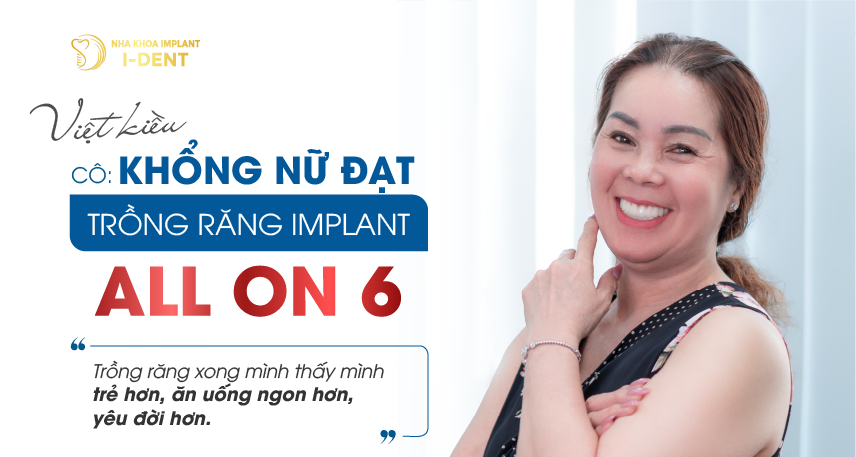 NHA KHOA IMPLANT
I-DENT
Việt kiều
CÔ: KHỔNG NỮ ĐẠT
TRỒNG RĂNG IMPLANT
ALL ON 6
“
Trồng răng xong mình thấy mình
trẻ hơn, ăn uống ngon hơn,
yêu đời hơn.
”